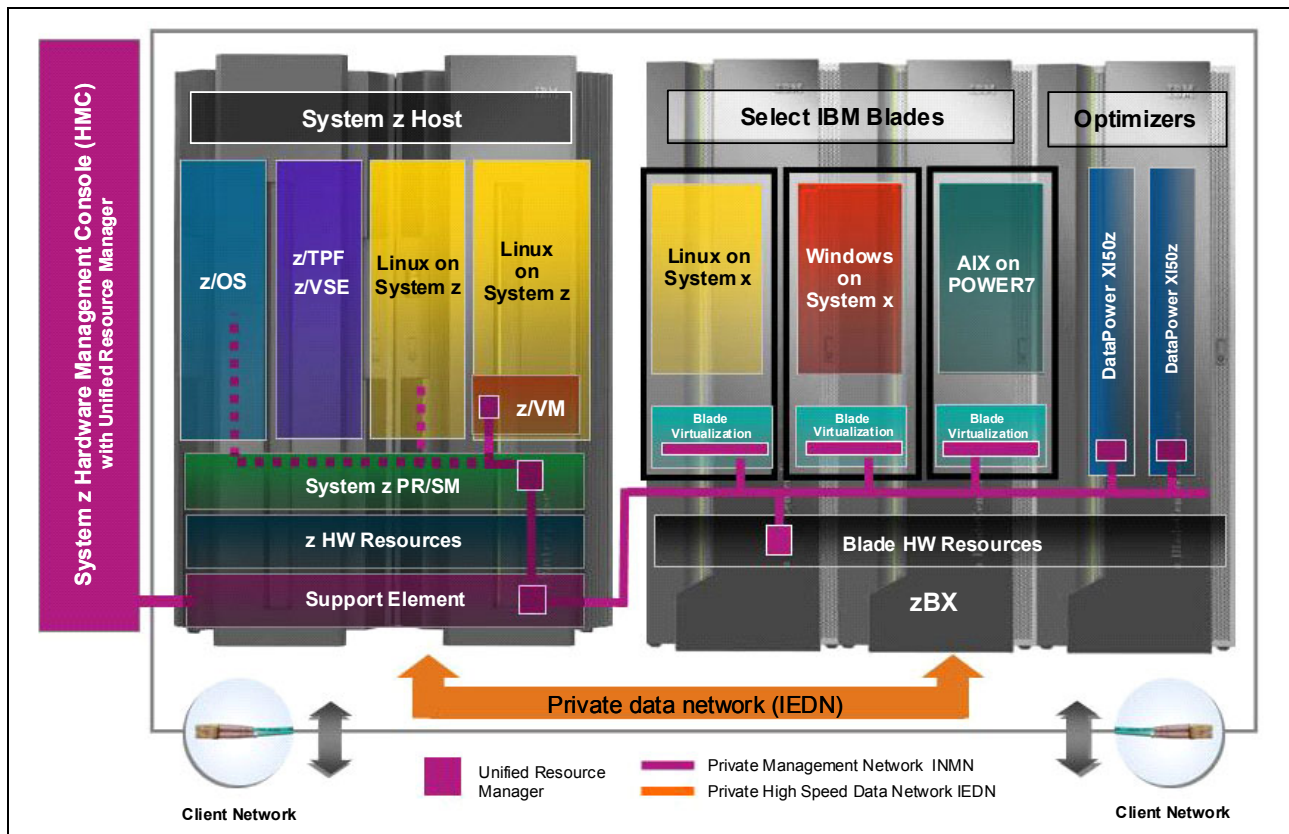 System z Hardware Management Console (HMC)
with Unified Resource Manager
System z Host
Select IBM Blades
Optimizers
z/OS
z/TPF
z/VSE
Linux on
System z
Linux
on
System z
z/VM
Linux on
System x
Windows
on
System x
AIX on
POWER7
DataPower XI50z
DataPower XI50z
Blade
Virtualization
Blade
Virtualization
Blade
Virtualization
System z PR/SM
z HW Resources
Support Element
Blade HW Resources
zBX
Private data network (IEDN)
Unified Resource
Manager
Private Management Network INMN
Private High Speed Data Network IEDN
Client Network
Client Network